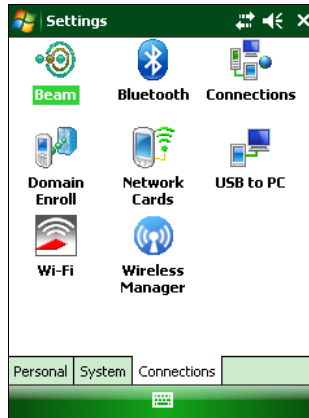 Settings
Beam
Bluetooth
Connections
Domain
Enroll
Network
Cards
USB to PC
Wi-Fi
Wireless
Manager
Personal System Connections